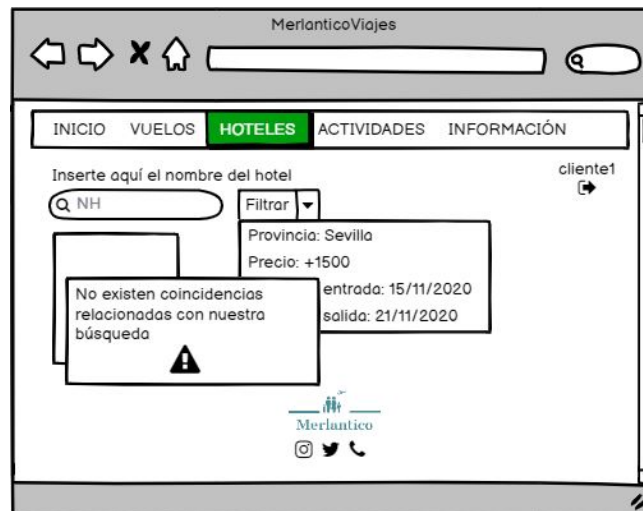 MerlanticoViajes
INICIO VUELOS HOTELES ACTIVIDADES INFORMACIÓN
Inserte aquí el nombre del hotel
cliente1
NH
Filtrar
Provincia: Sevilla
Precio: +1500
entrada: 15/11/2020
salida: 21/11/2020
No existen coincidencias
relacionadas con nuestra
búsqueda
Merlantico